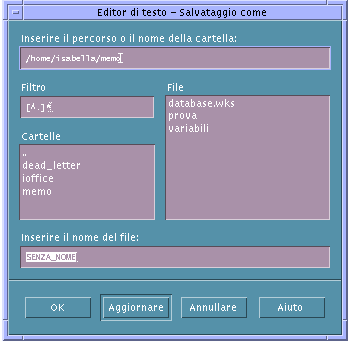 Editor di testo – Salvataggio come
Inserire il percorso o il nome della cartella:
/home/isabella/memo
Filtro
[^.]*
File
database.wks
prova
variabili
Cartelle
..
dead_letter
ioffice
memo
Inserire il nome del file:
SENZA_NOME
OK
Aggiornare
Annullare
Aiuto